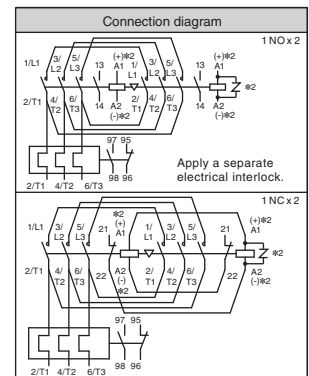 Connection diagram
1 NO x 2
1/L1 3/L2 5/L3 13 (+)*2 A1 1/L1 3/L2 5/L3 13 (+)*2 A1
*2
2/T1 4/T2 6/T3 14 A2 (-)*2 2/T1 4/T2 6/T3 14 A2 (-)*2
97 95
98 96
2/T1 4/T2 6/T3
Apply a separate
electrical interlock.
1 NC x 2
1/L1 3/L2 5/L3 21 *2 (+) A1 1/L1 3/L2 5/L3 21 (+)*2 A1
*2
2/T1 4/T2 6/T3 22 A2 (-) *2 2/T1 4/T2 6/T3 22 A2 (-)*2
97 95
98 96
2/T1 4/T2 6/T3